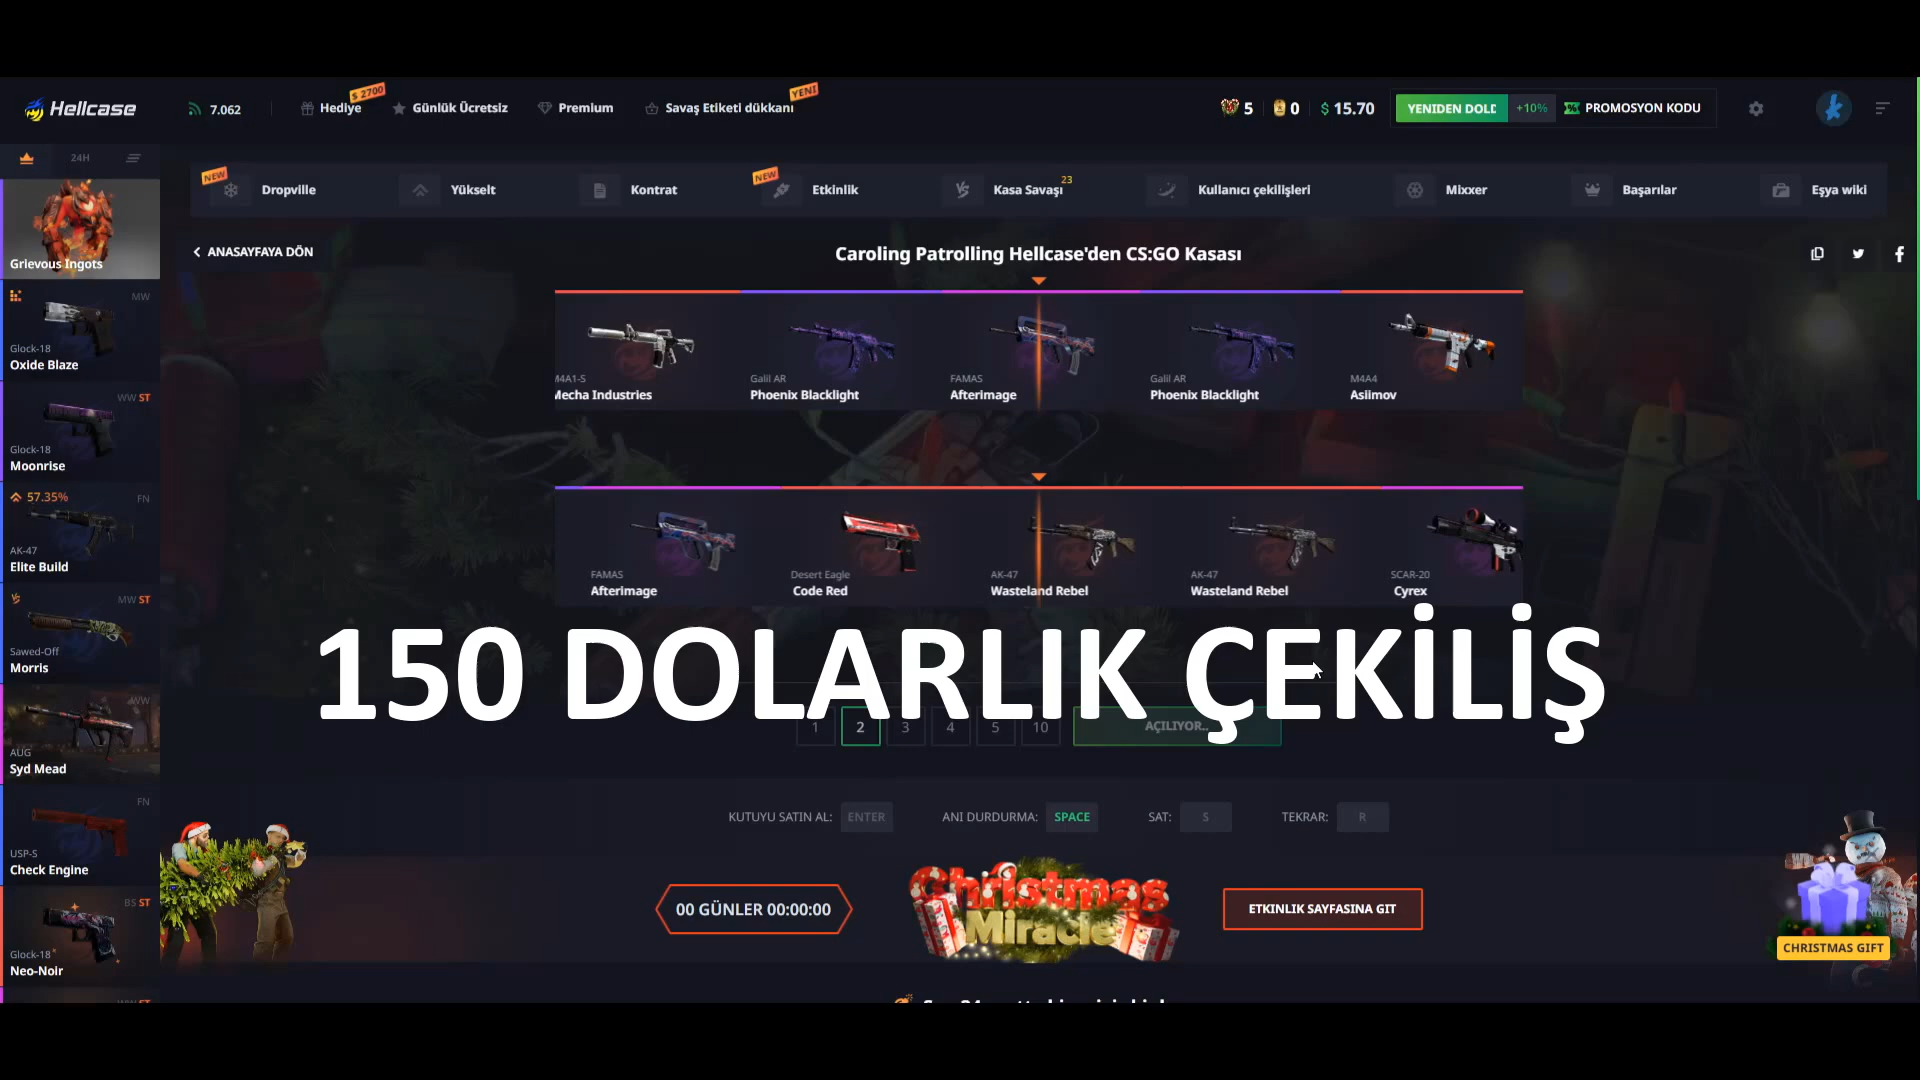 Hellcase
7.062
Hediye
$ 2700
Günlük Ücretsiz
Premium
Savaş Etiketi dükkanı
YENİ
5
0
$ 15.70
YENİDEN DOLD
+10%
PROMOSYON KODU
24H
NEW
Dropville
Yükselt
Kontrat
NEW
Etkinlik
Kasa Savaşı
23
Kullanıcı çekilişleri
Mixxer
Başarılar
Eşya wiki
ANASAYFAYA DÖN
Caroling Patrolling Hellcase'den CS:GO Kasası
Grievous Ingots
MW
Glock-18
Oxide Blaze
WW ST
Glock-18
Moonrise
57.35%
FN
AK-47
Elite Build
MW ST
Sawed-Off
Morris
WW
AUG
Syd Mead
FN
USP-S
Check Engine
BS ST
Glock-18
Neo-Noir
M4A1-S
Mecha Industries
Galil AR
Phoenix Blacklight
FAMAS
Afterimage
Galil AR
Phoenix Blacklight
M4A4
Asiimov
FAMAS
Afterimage
Desert Eagle
Code Red
AK-47
Wasteland Rebel
AK-47
Wasteland Rebel
SCAR-20
Cyrex
150 DOLARLIK ÇEKİLİŞ
1
2
3
4
5
10
AÇILIYOR..
KUTUYU SATIN AL:
ENTER
ANI DURDURMA:
SPACE
SAT:
S
TEKRAR:
R
00 GÜNLER 00:00:00
Christmas
Miracle
ETKINLIK SAYFASINA GIT
CHRISTMAS GIFT